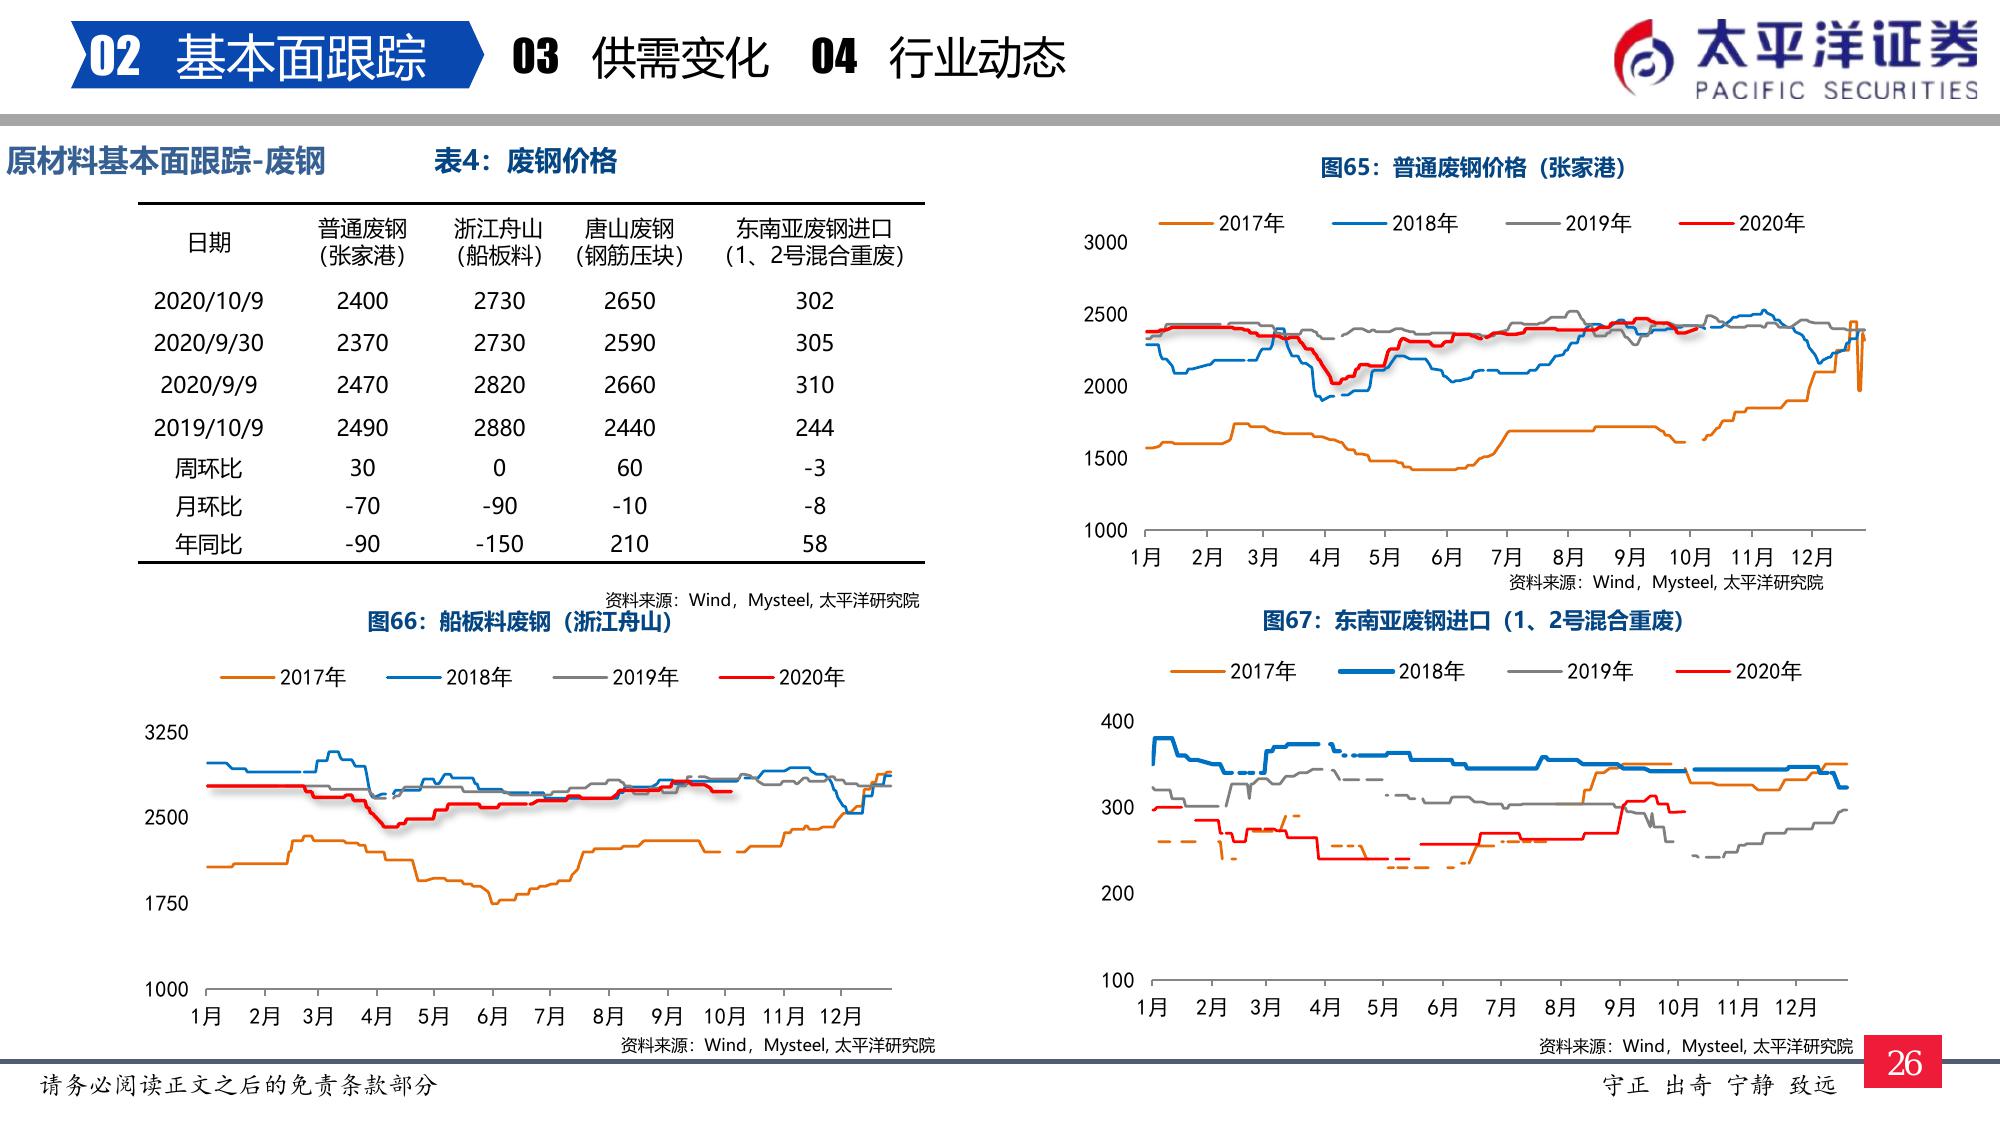 02 基本面跟踪 03 供需变化 04 行业动态
太平洋证券
PACIFIC SECURITIES
原材料基本面跟踪-废钢
表4：废钢价格
日期 普通废钢（张家港） 浙江舟山（船板料） 唐山废钢（钢筋压块） 东南亚废钢进口（1、2号混合重废）
2020/10/9 2400 2730 2650 302
2020/9/30 2370 2730 2590 305
2020/9/9 2470 2820 2660 310
2019/10/9 2490 2880 2440 244
周环比 30 0 60 -3
月环比 -70 -90 -10 -8
年同比 -90 -150 210 58
资料来源：Wind，Mysteel, 太平洋研究院
图65：普通废钢价格（张家港）
2017年 2018年 2019年 2020年
3000
2500
2000
1500
1000
1月 2月 3月 4月 5月 6月 7月 8月 9月 10月 11月 12月
资料来源：Wind，Mysteel, 太平洋研究院
图66：船板料废钢（浙江舟山）
2017年 2018年 2019年 2020年
3250
2500
1750
1000
1月 2月 3月 4月 5月 6月 7月 8月 9月 10月 11月 12月
资料来源：Wind，Mysteel, 太平洋研究院
图67：东南亚废钢进口（1、2号混合重废）
2017年 2018年 2019年 2020年
400
300
200
100
1月 2月 3月 4月 5月 6月 7月 8月 9月 10月 11月 12月
资料来源：Wind，Mysteel, 太平洋研究院
26
请务必阅读正文之后的免责条款部分
守正 出奇 宁静 致远